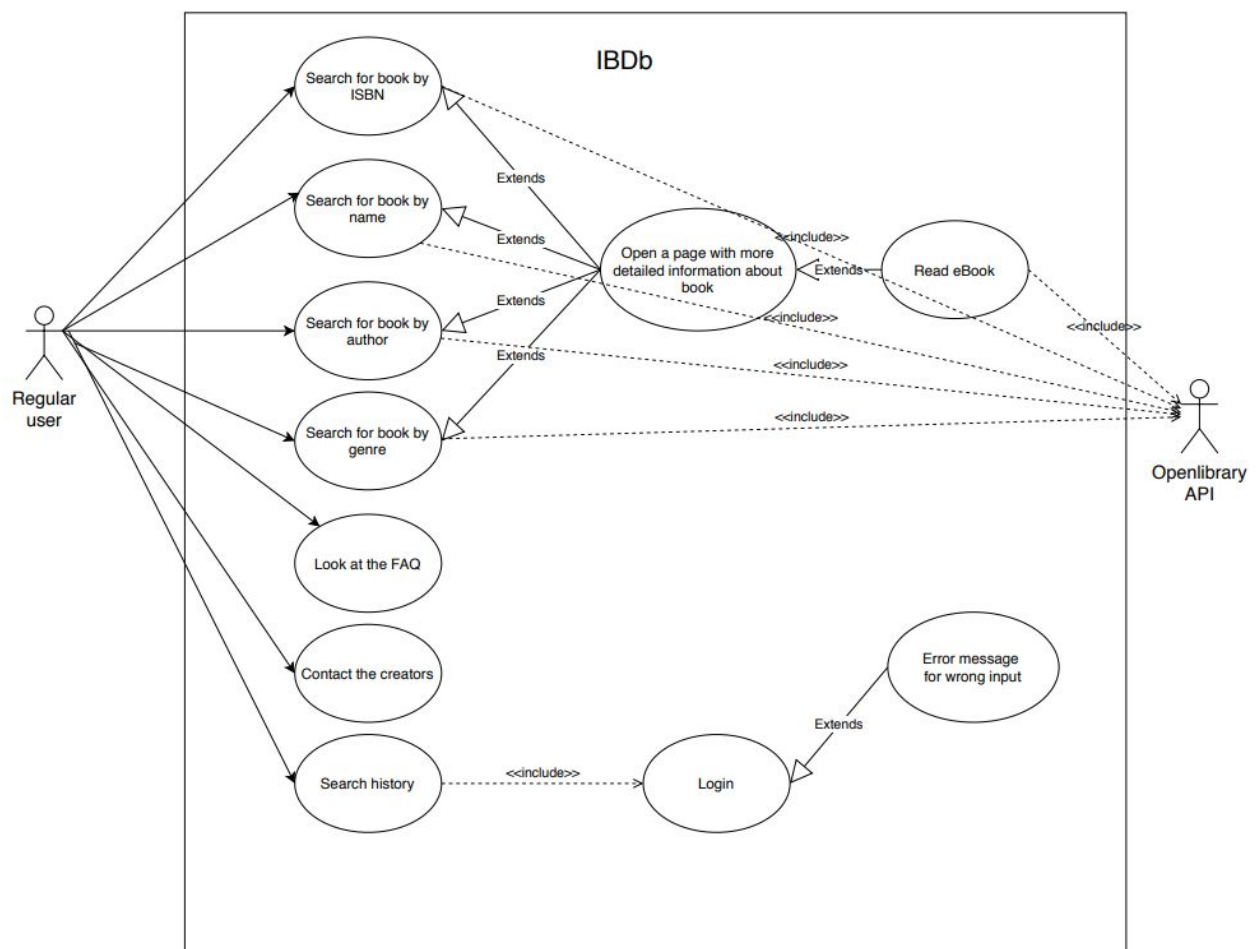 IBDb
Search for book by
ISBN
Extends
Search for book by
name
Extends
<<include>>
Open a page with more
detailed information about
book
Extends
Read eBook
Extends
<<include>>
<<include>>
Search for book by
author
Extends
<<include>>
Regular
user
Search for book by
genre
<<include>>
Openlibrary
API
Look at the FAQ
Contact the creators
Error message
for wrong input
Extends
Search history
<<include>>
Login